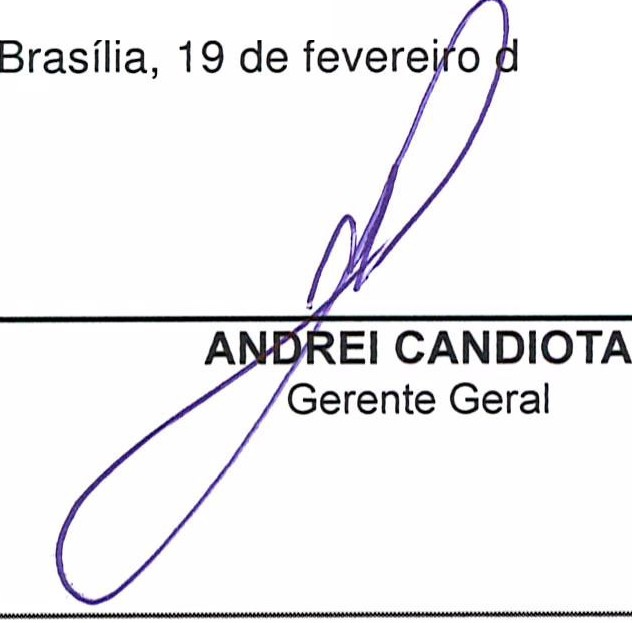 Brasília, 19 de fevereiro d
ANDREI CANDIOTA
Gerente Geral